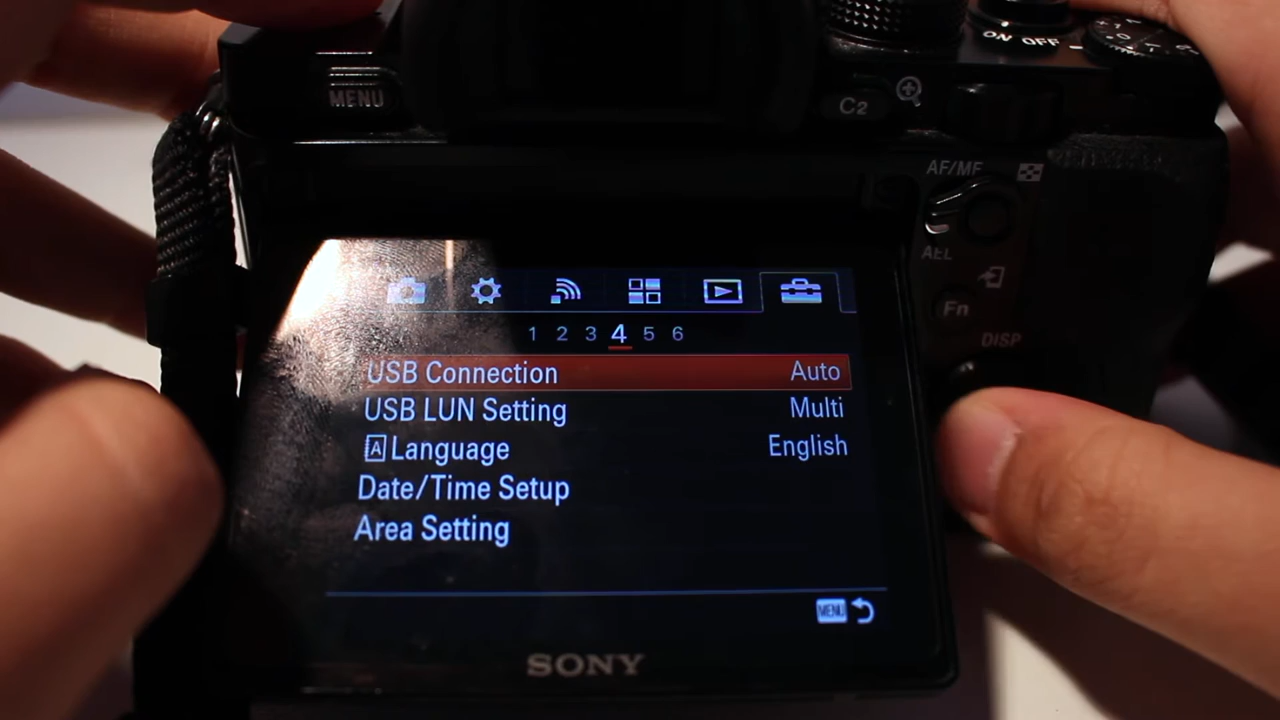 MENU
ON OFF
C2
AF/MF
AEL
Fn
DISP
1 2 3 4 5 6
USB Connection Auto
USB LUN Setting Multi
A Language English
Date/Time Setup
Area Setting
MENU
SONY